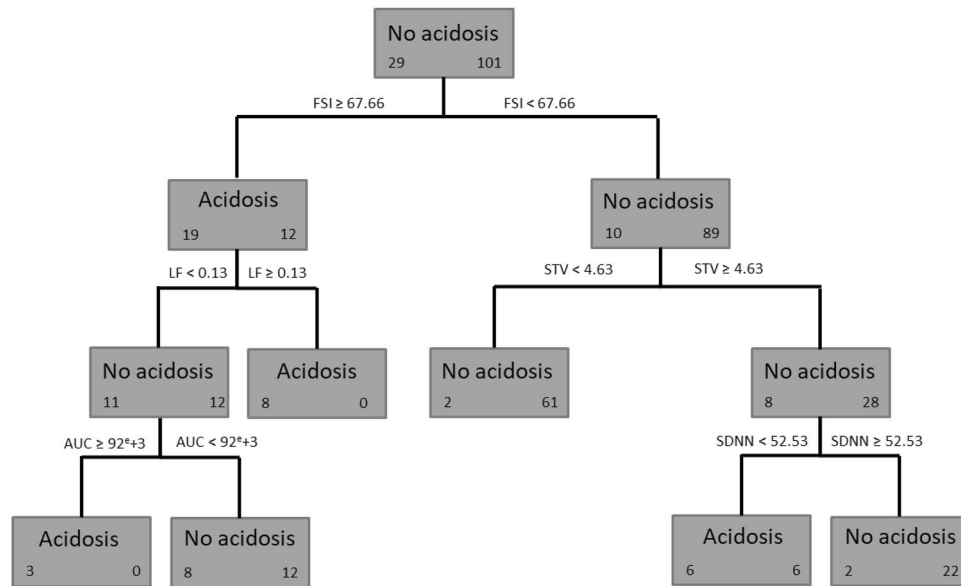 No acidosis
29 101
FSI ≥ 67.66 FSI < 67.66
Acidosis
19 12
No acidosis
10 89
LF < 0.13 LF ≥ 0.13
STV < 4.63 STV ≥ 4.63
No acidosis
11 12
Acidosis
8 0
No acidosis
2 61
No acidosis
8 28
AUC ≥ 92ᵉ+3 AUC < 92ᵉ+3
SDNN < 52.53 SDNN ≥ 52.53
Acidosis
3 0
No acidosis
8 12
Acidosis
6 6
No acidosis
2 22